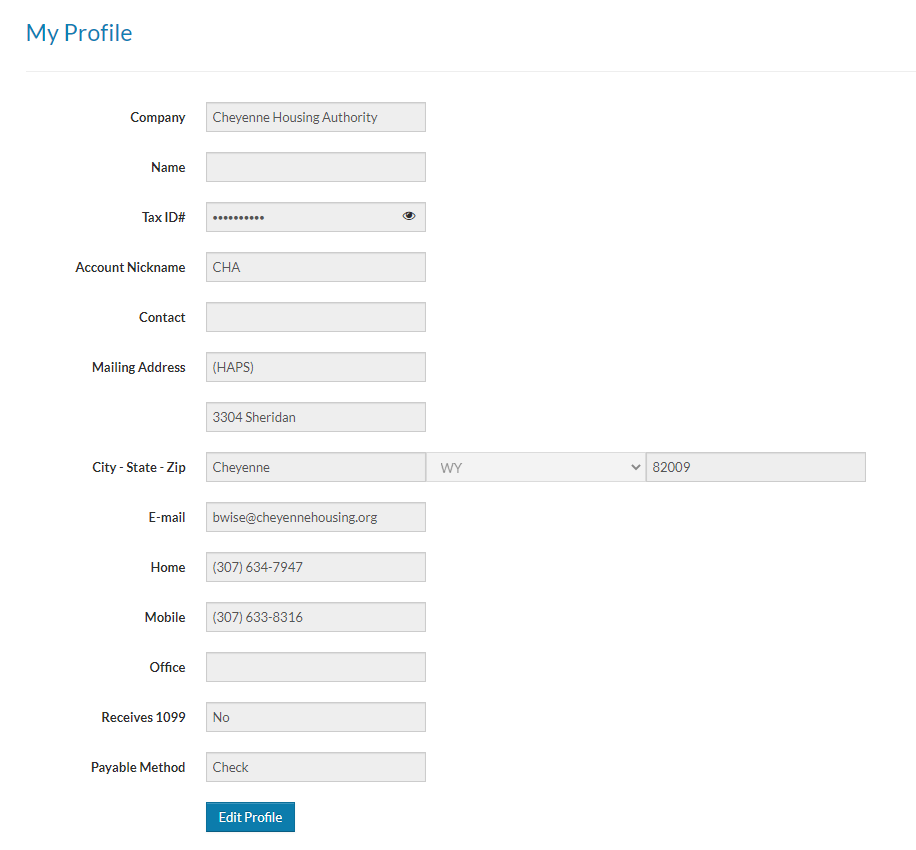 My Profile
Company Cheyenne Housing Authority
Name
Tax ID# ••••••••••
Account Nickname CHA
Contact
Mailing Address (HAPS)
3304 Sheridan
City - State - Zip Cheyenne WY 82009
E-mail bwise@cheyennehousing.org
Home (307) 634-7947
Mobile (307) 633-8316
Office
Receives 1099 No
Payable Method Check
Edit Profile